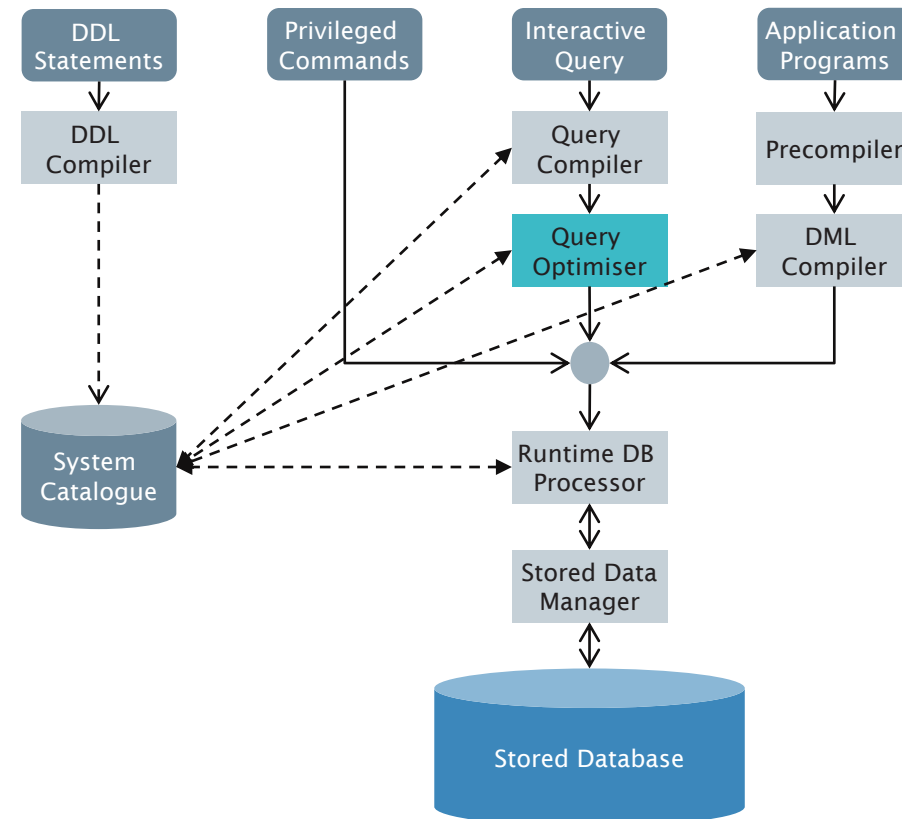 DDL
Statements
Privileged
Commands
Interactive
Query
Application
Programs
DDL
Compiler
Query
Compiler
Precompiler
Query
Optimiser
DML
Compiler
System
Catalogue
Runtime DB
Processor
Stored Data
Manager
Stored Database